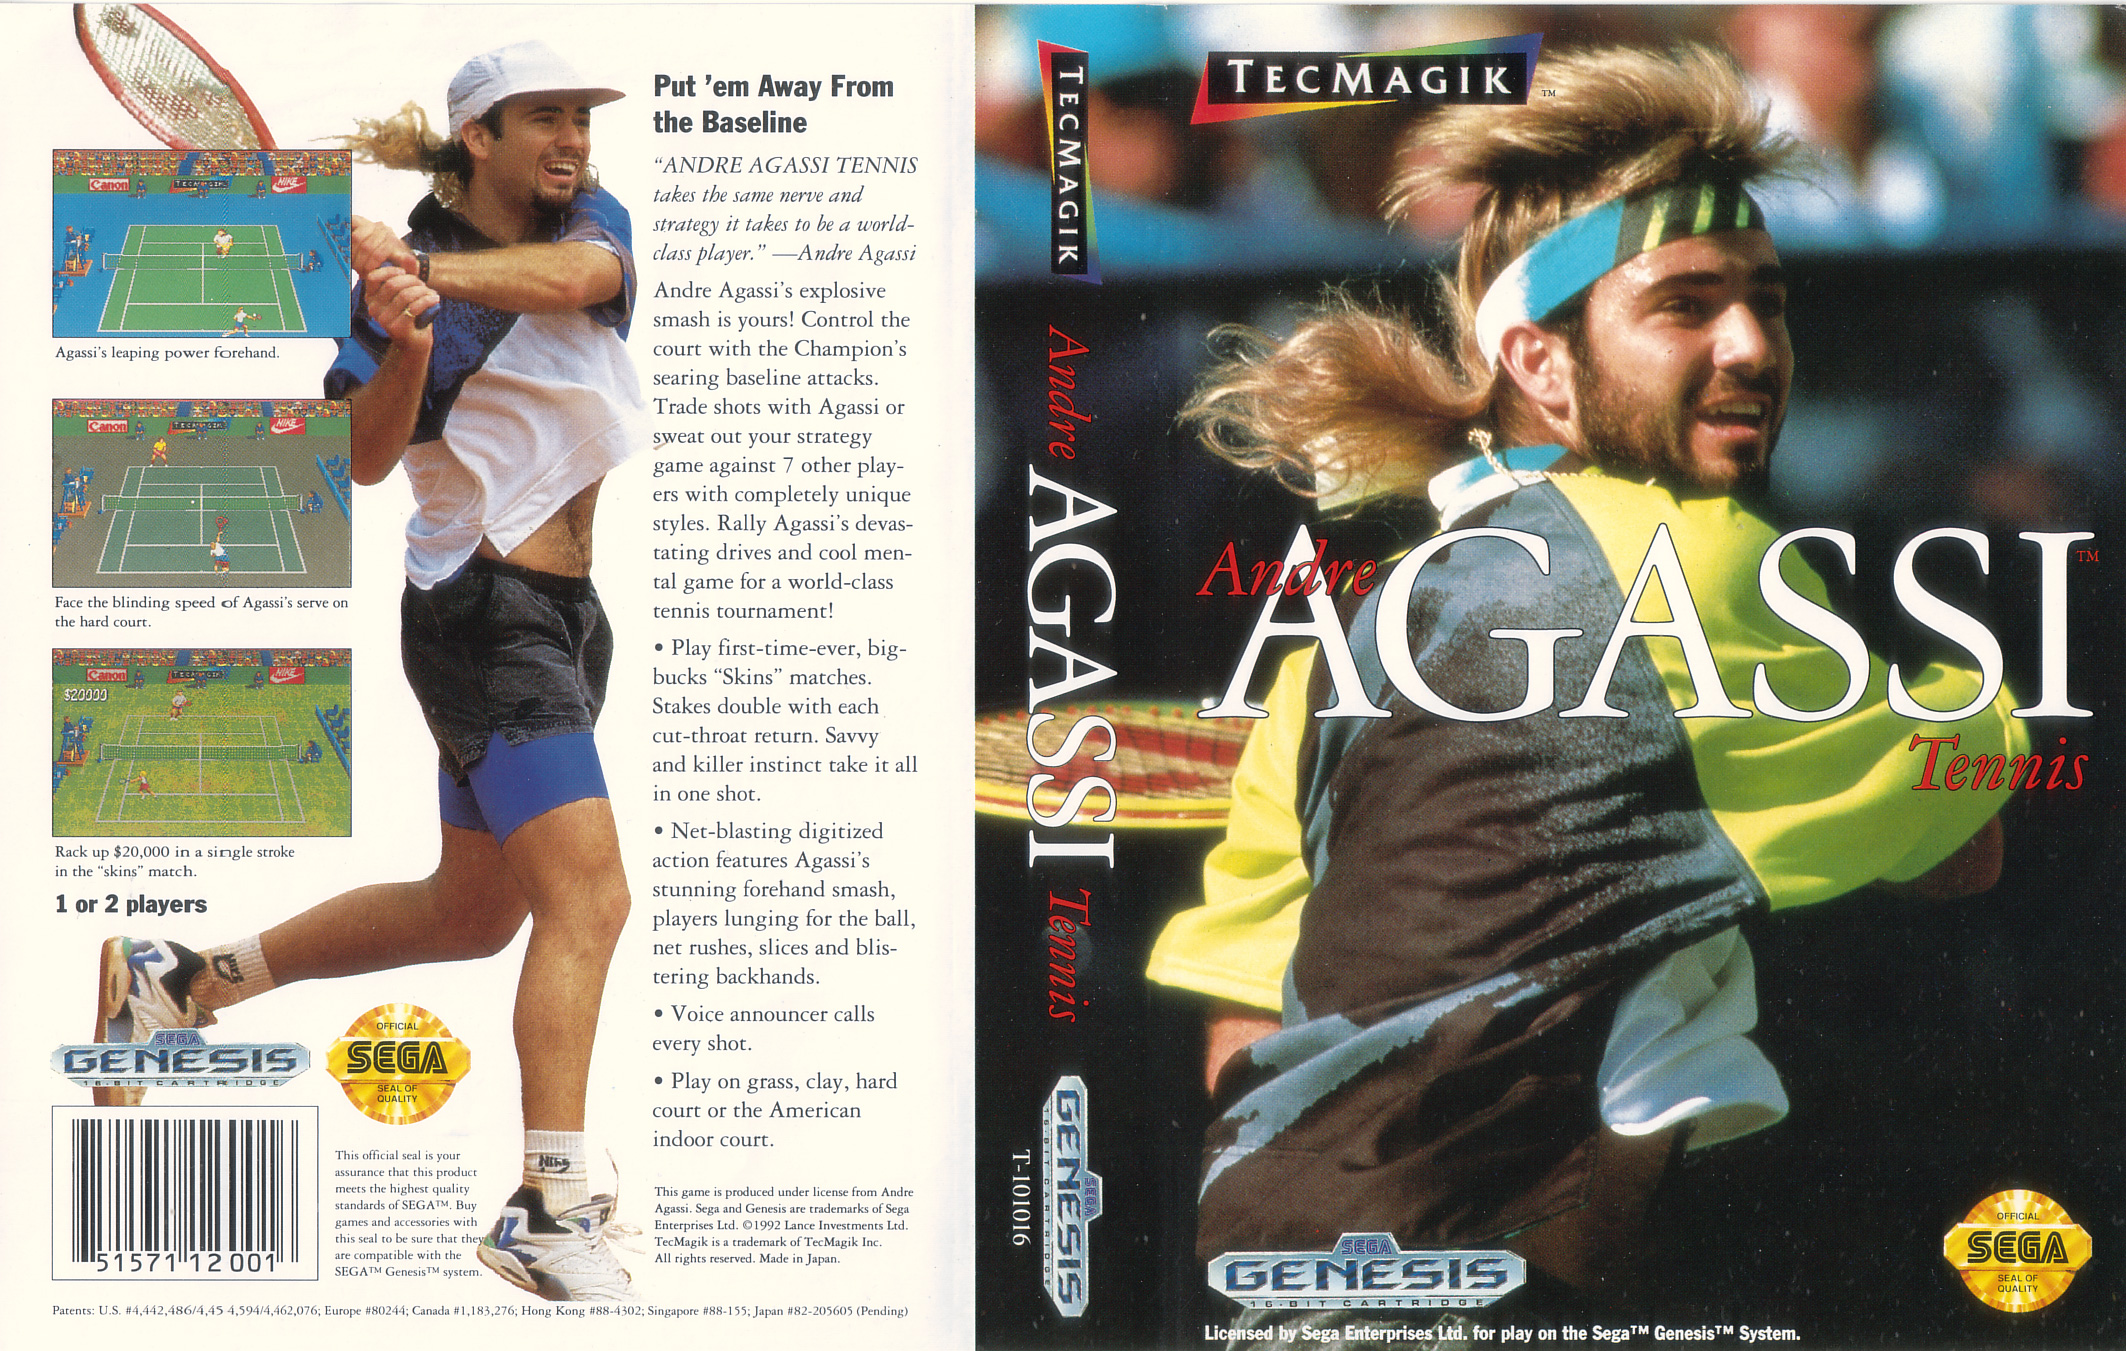 Put 'em Away From
the Baseline
"ANDRE AGASSI TENNIS
takes the same nerve and
strategy it takes to be a world-
class player." —Andre Agassi
Andre Agassi's explosive
smash is yours! Control the
court with the Champion's
searing baseline attacks.
Trade shots with Agassi or
sweat out your strategy
game against 7 other play-
ers with completely unique
styles. Rally Agassi's devas-
tating drives and cool men-
tal game for a world-class
tennis tournament!
• Play first-time-ever, big-
bucks "Skins" matches.
Stakes double with each
cut-throat return. Savvy
and killer instinct take it all
in one shot.
• Net-blasting digitized
action features Agassi's
stunning forehand smash,
players lunging for the ball,
net rushes, slices and blis-
tering backhands.
• Voice announcer calls
every shot.
• Play on grass, clay, hard
court or the American
indoor court.
This game is produced under license from Andre
Agassi. Sega and Genesis are trademarks of Sega
Enterprises Ltd. ©1992 Lance Investments Ltd.
TecMagik is a trademark of TecMagik Inc.
All rights reserved. Made in Japan.
Canon TECMAGIK NIKE
Agassi's leaping power forehand.
Canon TECMAGIK NIKE
Face the blinding speed of Agassi's serve on
the hard court.
Canon TECMAGIK NIKE
$20000
Rack up $20,000 in a single stroke
in the "skins" match.
1 or 2 players
NIKE
NIKE
SEGA
GENESIS
16-BIT CARTRIDGE
OFFICIAL
SEGA
SEAL OF
QUALITY
This official seal is your
assurance that this product
meets the highest quality
standards of SEGA™. Buy
games and accessories with
this seal to be sure that they
are compatible with the
SEGA™ Genesis™ system.
51571 12001
Patents: U.S. #4,442,486/4,45 4,594/4,462,076; Europe #80244; Canada #1,183,276; Hong Kong #88-4302; Singapore #88-155; Japan #82-205605 (Pending)
TECMAGIK
Andre AGASSI Tennis
SEGA
GENESIS
16-BIT CARTRIDGE
T-101016
TECMAGIK™
Andre
AGASSI™
Tennis
SEGA
GENESIS
16-BIT CARTRIDGE
OFFICIAL
SEGA
SEAL OF
QUALITY
Licensed by Sega Enterprises Ltd. for play on the Sega™ Genesis™ System.